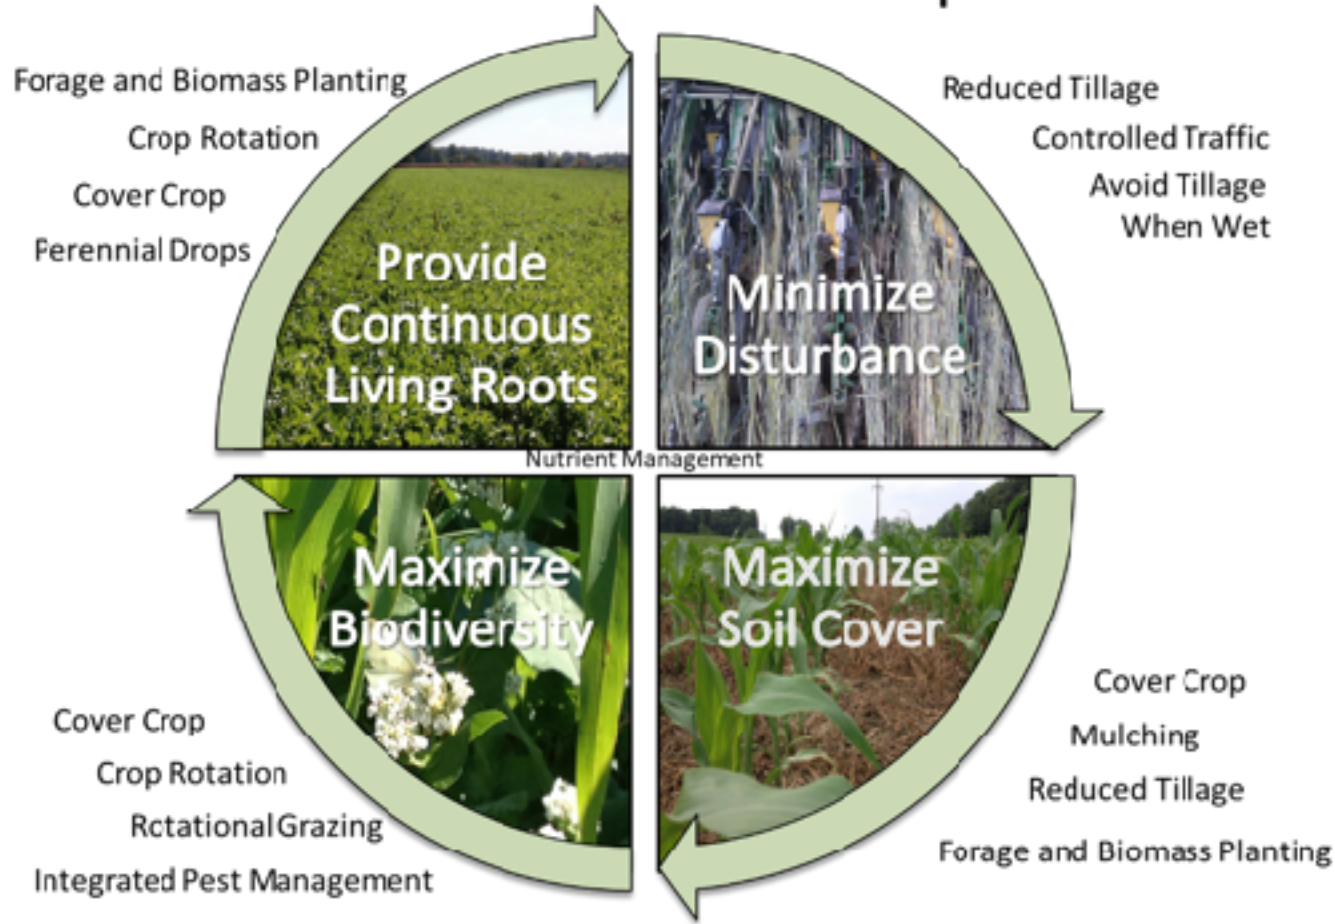 Forage and Biomass Planting
Crop Rotation
Cover Crop
Perennial Drops
Provide
Continuous
Living Roots
Reduced Tillage
Controlled Traffic
Avoid Tillage
When Wet
Minimize
Disturbance
Nutrient Management
Maximize
Biodiversity
Cover Crop
Crop Rotation
Rotational Grazing
Integrated Pest Management
Maximize
Soil Cover
Cover Crop
Mulching
Reduced Tillage
Forage and Biomass Planting